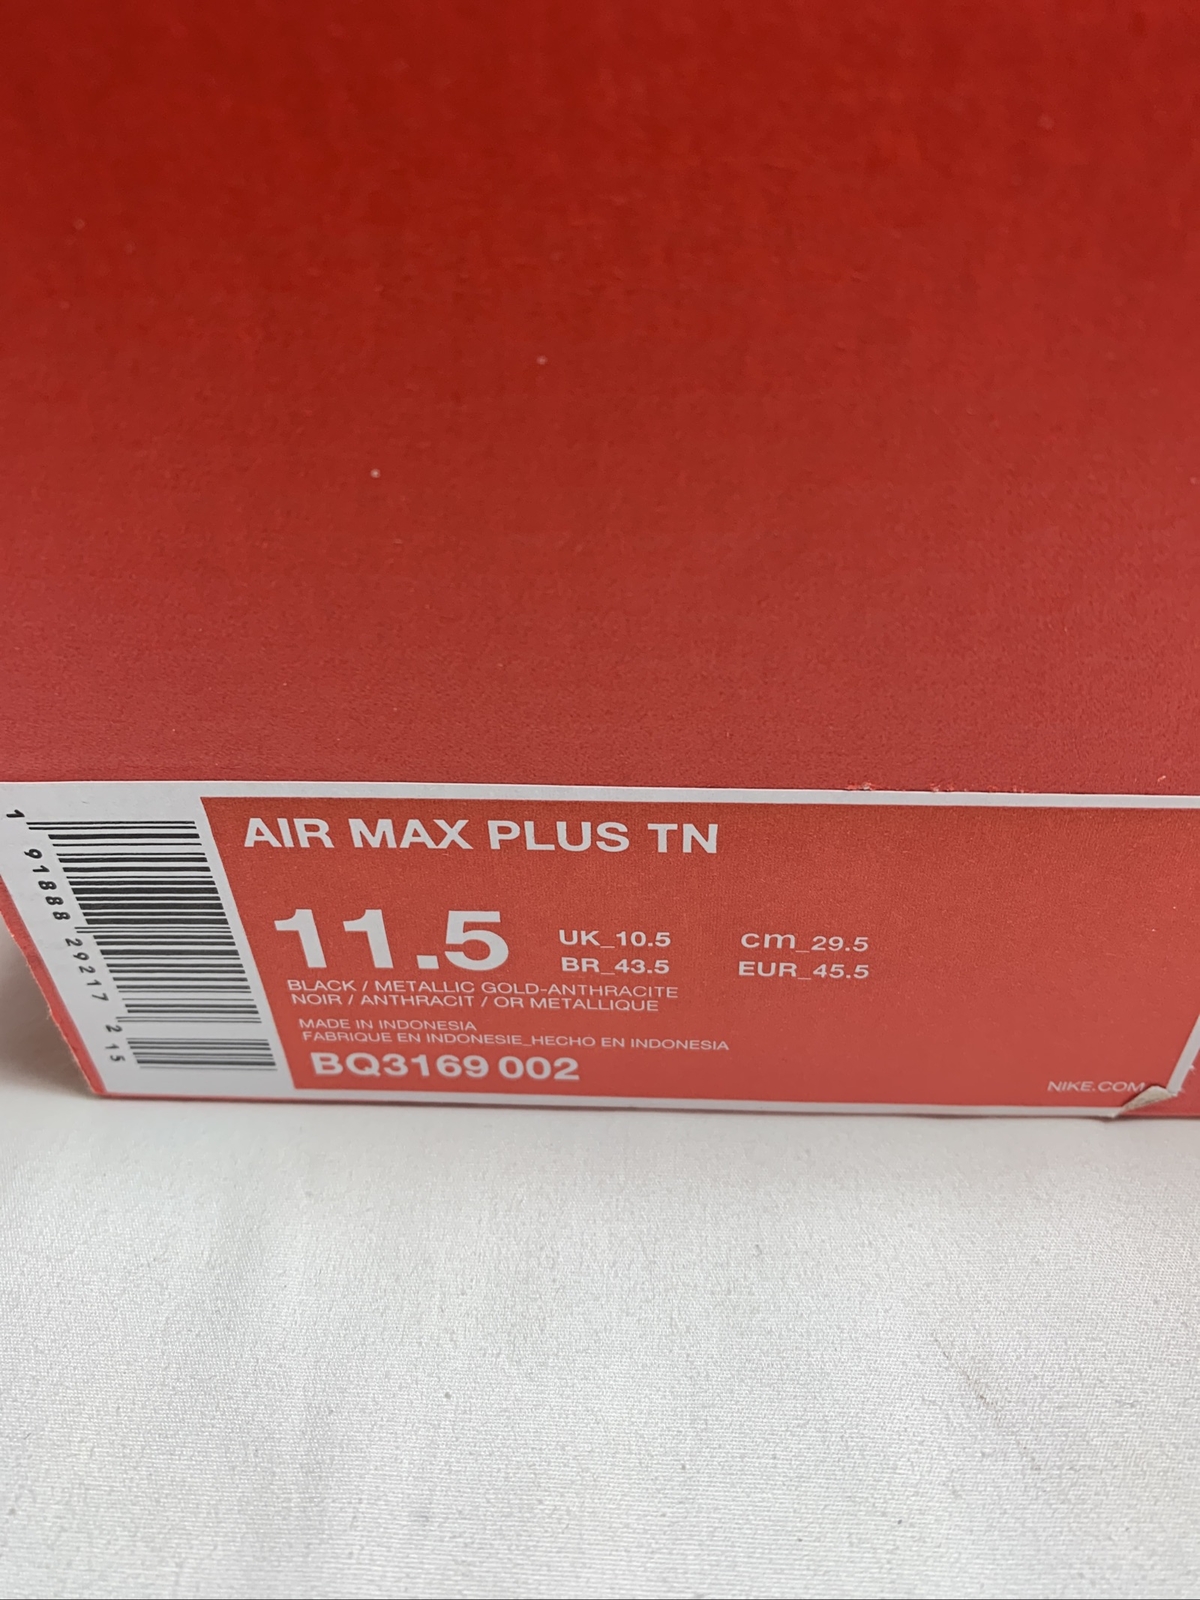 AIR MAX PLUS TN
11.5
UK_10.5 cm_29.5
BR_43.5 EUR_45.5
BLACK / METALLIC GOLD-ANTHRACITE
NOIR / ANTHRACIT / OR METALLIQUE
MADE IN INDONESIA
FABRIQUE EN INDONESIE_HECHO EN INDONESIA
BQ3169 002
NIKE.COM
1 91888 29217 2 15